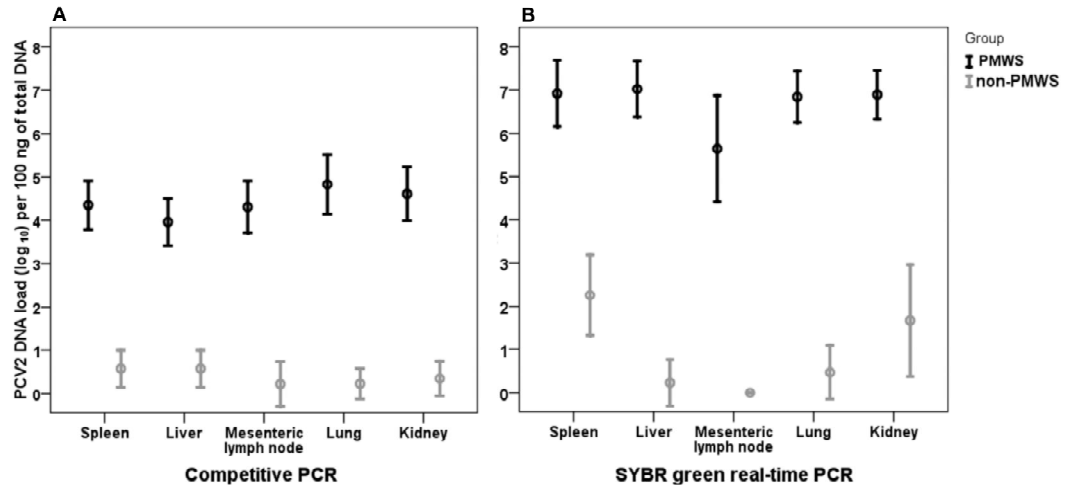 A
B
PCV2 DNA load (log 10) per 100 ng of total DNA
8
7
6
5
4
3
2
1
0
8
7
6
5
4
3
2
1
0
Group
PMWS
non-PMWS
Spleen Liver Mesenteric lymph node Lung Kidney
Competitive PCR
Spleen Liver Mesenteric lymph node Lung Kidney
SYBR green real-time PCR